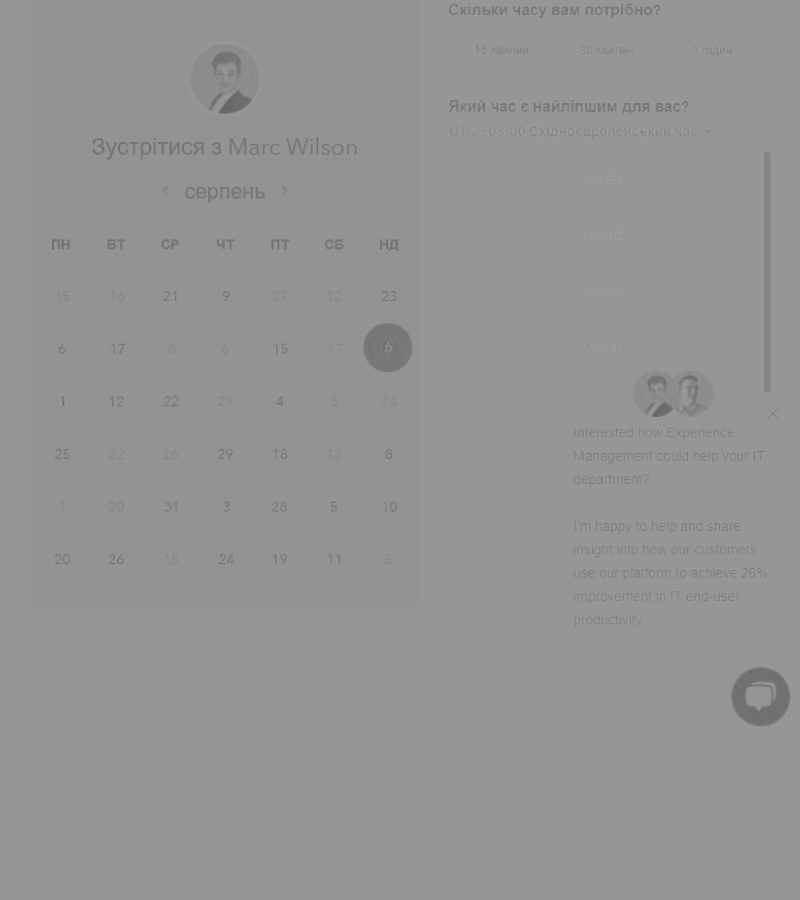 Зустрітися з Marc Wilson
серпень
ПН ВТ СР ЧТ ПТ СБ НД
15 16 21 9 27 12 23
6 17 8 6 15 17 6
1 12 22 29 4 8 24
25 22 26 29 18 13 8
1 20 31 3 28 5 10
20 26 15 24 19 11 5
Скільки часу вам потрібно?
15 хвилин 30 хвилин 1 годин
Який час є найліпшим для вас?
UTC +03:00 Східноєвропейський час
Interested how Experience
Management could help your IT
department?
I'm happy to help and share
insight into how our customers
use our platform to achieve 26%
improvement in IT end-user
productivity